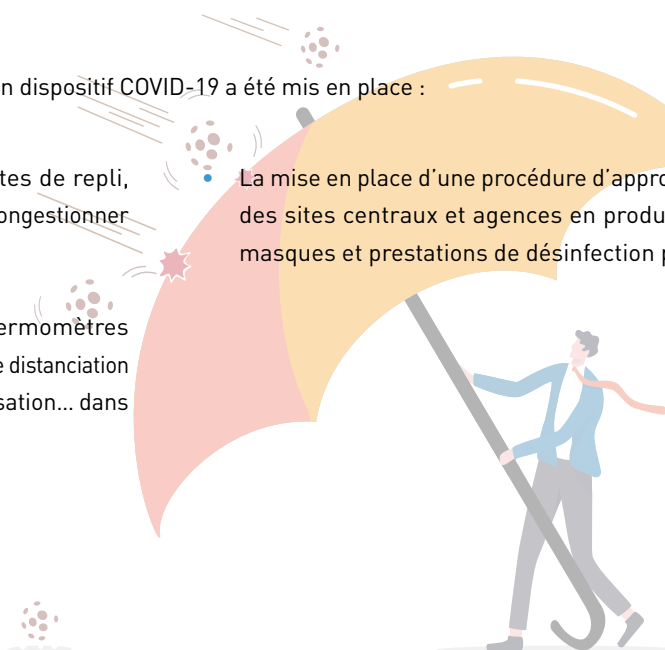 n dispositif COVID-19 a été mis en place :
tes de repli,
ongestionner
ermomètres
e distanciation
sation... dans
La mise en place d'une procédure d'appro
des sites centraux et agences en produ
masques et prestations de désinfection p